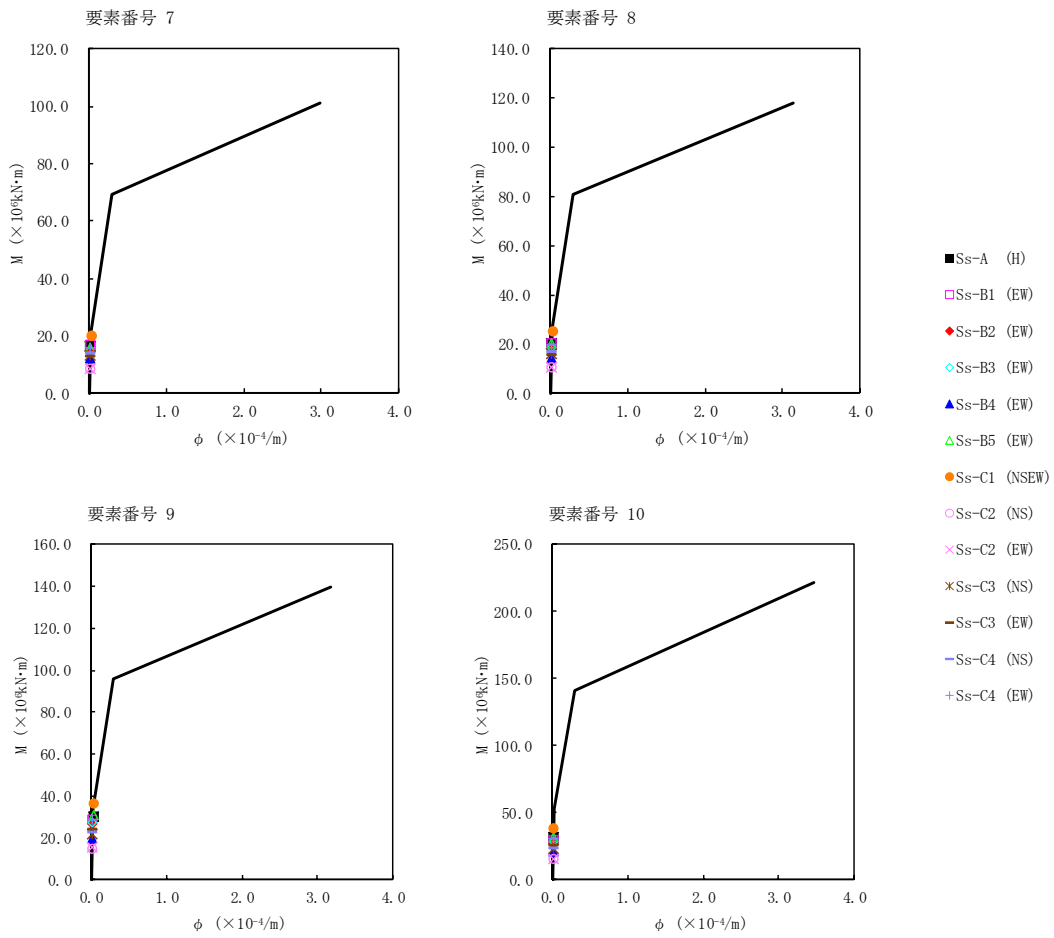 要素番号 7
120.0
100.0
80.0
60.0
40.0
20.0
0.0
M (×10⁶kN･m)
0.0 1.0 2.0 3.0 4.0
φ (×10⁻⁴/m)
要素番号 8
140.0
120.0
100.0
80.0
60.0
40.0
20.0
0.0
M (×10⁶kN･m)
0.0 1.0 2.0 3.0 4.0
φ (×10⁻⁴/m)
要素番号 9
160.0
140.0
120.0
100.0
80.0
60.0
40.0
20.0
0.0
M (×10⁶kN･m)
0.0 1.0 2.0 3.0 4.0
φ (×10⁻⁴/m)
要素番号 10
250.0
200.0
150.0
100.0
50.0
0.0
M (×10⁶kN･m)
0.0 1.0 2.0 3.0 4.0
φ (×10⁻⁴/m)
Ss-A (H)
Ss-B1 (EW)
Ss-B2 (EW)
Ss-B3 (EW)
Ss-B4 (EW)
Ss-B5 (EW)
Ss-C1 (NSEW)
Ss-C2 (NS)
Ss-C2 (EW)
Ss-C3 (NS)
Ss-C3 (EW)
Ss-C4 (NS)
Ss-C4 (EW)